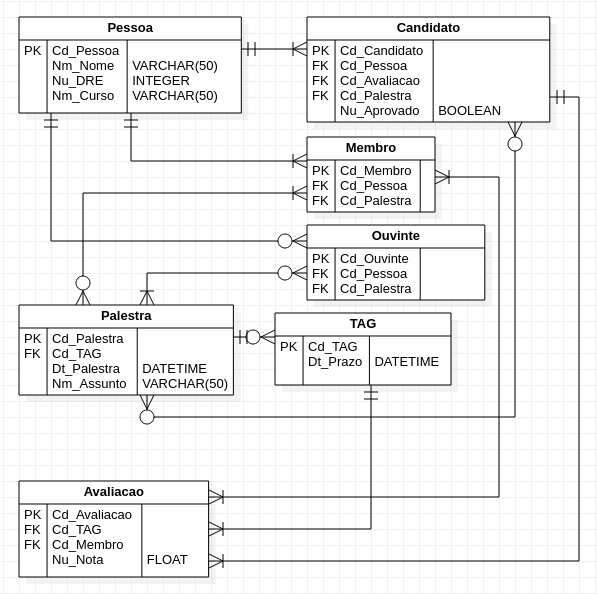 Pessoa
PK Cd_Pessoa
Nm_Nome VARCHAR(50)
Nu_DRE INTEGER
Nm_Curso VARCHAR(50)
Candidato
PK Cd_Candidato
FK Cd_Pessoa
FK Cd_Avaliacao
FK Cd_Palestra
Nu_Aprovado BOOLEAN
Membro
PK Cd_Membro
FK Cd_Pessoa
FK Cd_Palestra
Ouvinte
PK Cd_Ouvinte
FK Cd_Pessoa
FK Cd_Palestra
Palestra
PK Cd_Palestra
FK Cd_TAG
Dt_Palestra DATETIME
Nm_Assunto VARCHAR(50)
TAG
PK Cd_TAG
Dt_Prazo DATETIME
Avaliacao
PK Cd_Avaliacao
FK Cd_TAG
FK Cd_Membro
Nu_Nota FLOAT